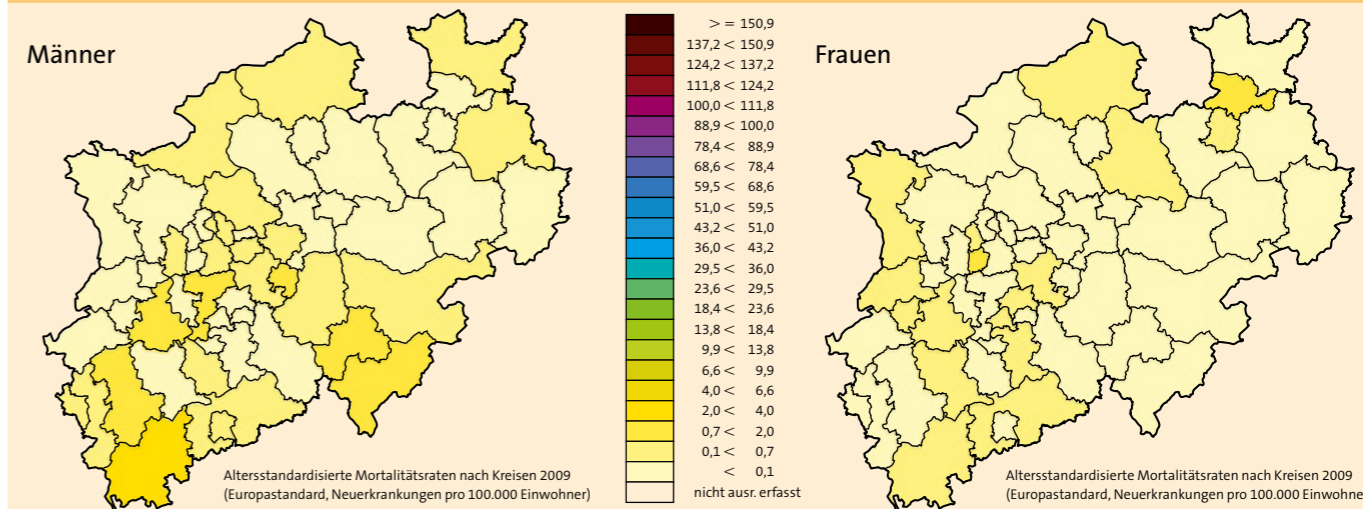 Männer
> = 150,9
137,2 < 150,9
124,2 < 137,2
111,8 < 124,2
100,0 < 111,8
88,9 < 100,0
78,4 < 88,9
68,6 < 78,4
59,5 < 68,6
51,0 < 59,5
43,2 < 51,0
36,0 < 43,2
29,5 < 36,0
23,6 < 29,5
18,4 < 23,6
13,8 < 18,4
9,9 < 13,8
6,6 < 9,9
4,0 < 6,6
2,0 < 4,0
0,7 < 2,0
0,1 < 0,7
< 0,1
nicht ausr. erfasst
Altersstandardisierte Mortalitätsraten nach Kreisen 2009
(Europastandard, Neuerkrankungen pro 100.000 Einwohner)
Frauen
Altersstandardisierte Mortalitätsraten nach Kreisen 2009
(Europastandard, Neuerkrankungen pro 100.000 Einwohne